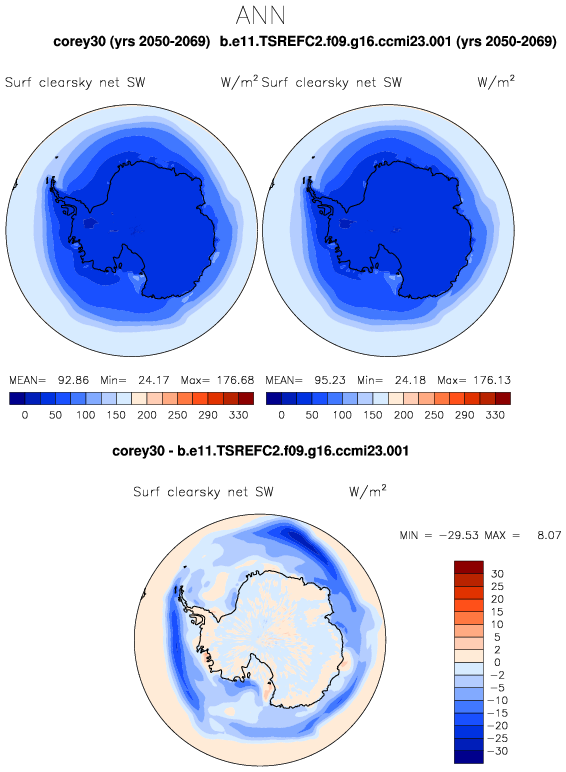 ANN
corey30 (yrs 2050-2069) b.e11.TSREFC2.f09.g16.ccmi23.001 (yrs 2050-2069)
Surf clearsky net SW W/m² Surf clearsky net SW W/m²
MEAN= 92.86 Min= 24.17 Max= 176.68 MEAN= 95.23 Min= 24.18 Max= 176.13
0 50 100 150 200 250 290 330 0 50 100 150 200 250 290 330
corey30 - b.e11.TSREFC2.f09.g16.ccmi23.001
Surf clearsky net SW W/m²
MIN = -29.53 MAX = 8.07
30
25
20
15
10
5
2
0
-2
-5
-10
-15
-20
-25
-30